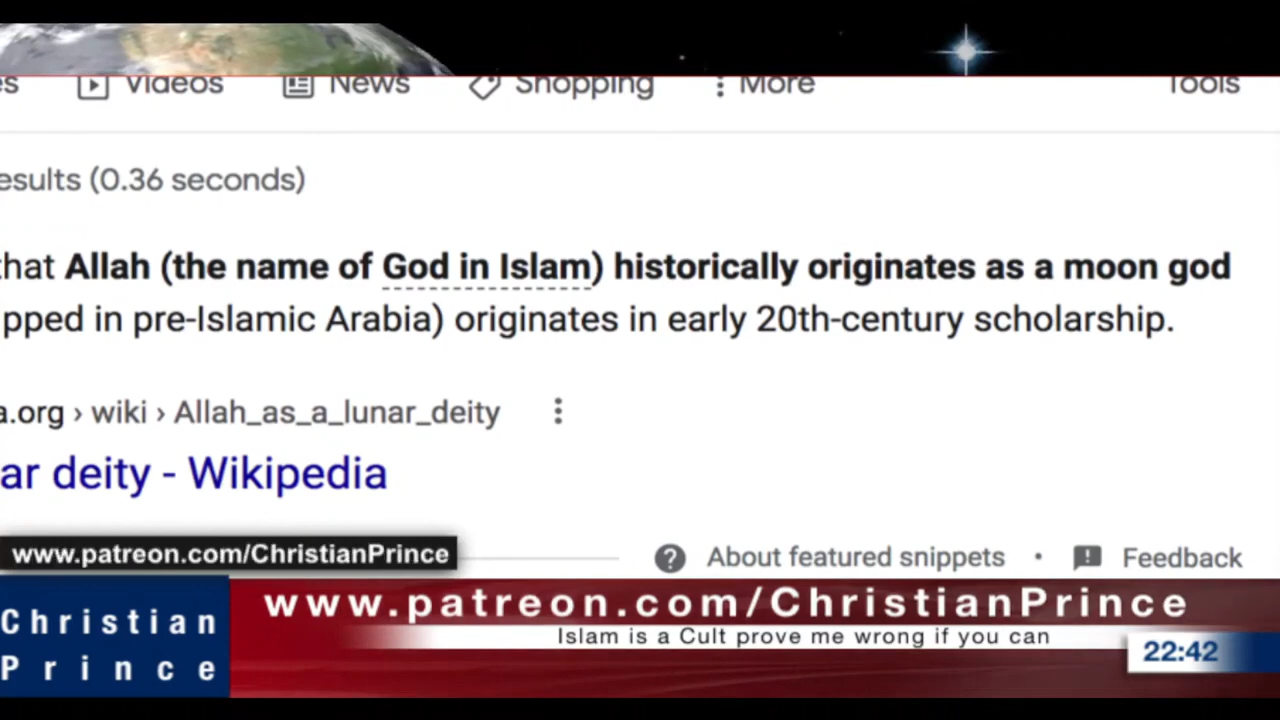 es Videos News Shopping More Tools
esults (0.36 seconds)
that Allah (the name of God in Islam) historically originates as a moon god
pped in pre-Islamic Arabia) originates in early 20th-century scholarship.
a.org › wiki › Allah_as_a_lunar_deity
ar deity - Wikipedia
www.patreon.com/ChristianPrince
About featured snippets • Feedback
Christian
Prince
www.patreon.com/ChristianPrince
Islam is a Cult prove me wrong if you can
22:42